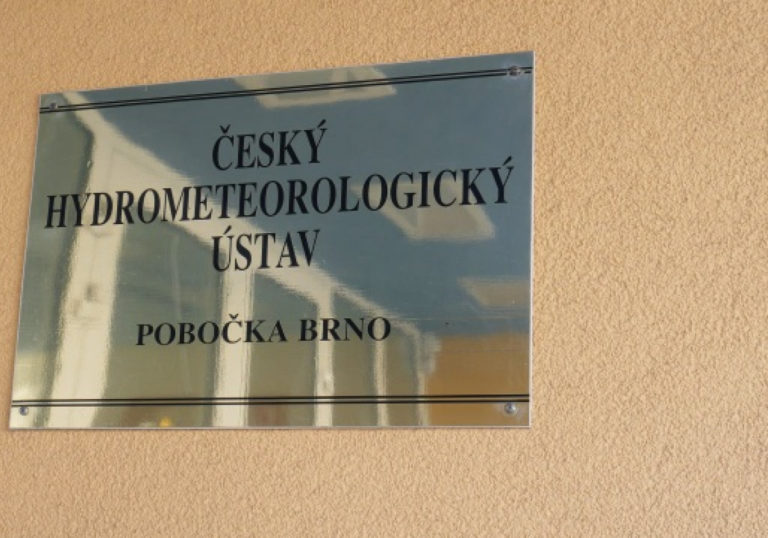 ČESKÝ
HYDROMETEOROLOGICKÝ
ÚSTAV
POBOČKA BRNO